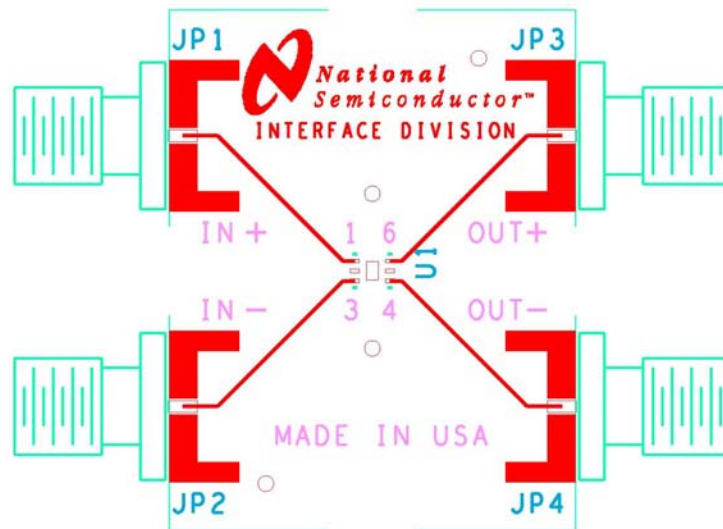 JP1
JP3
National
Semiconductor™
INTERFACE DIVISION
IN+
1 6
OUT+
U1
IN-
3 4
OUT-
MADE IN USA
JP2
JP4